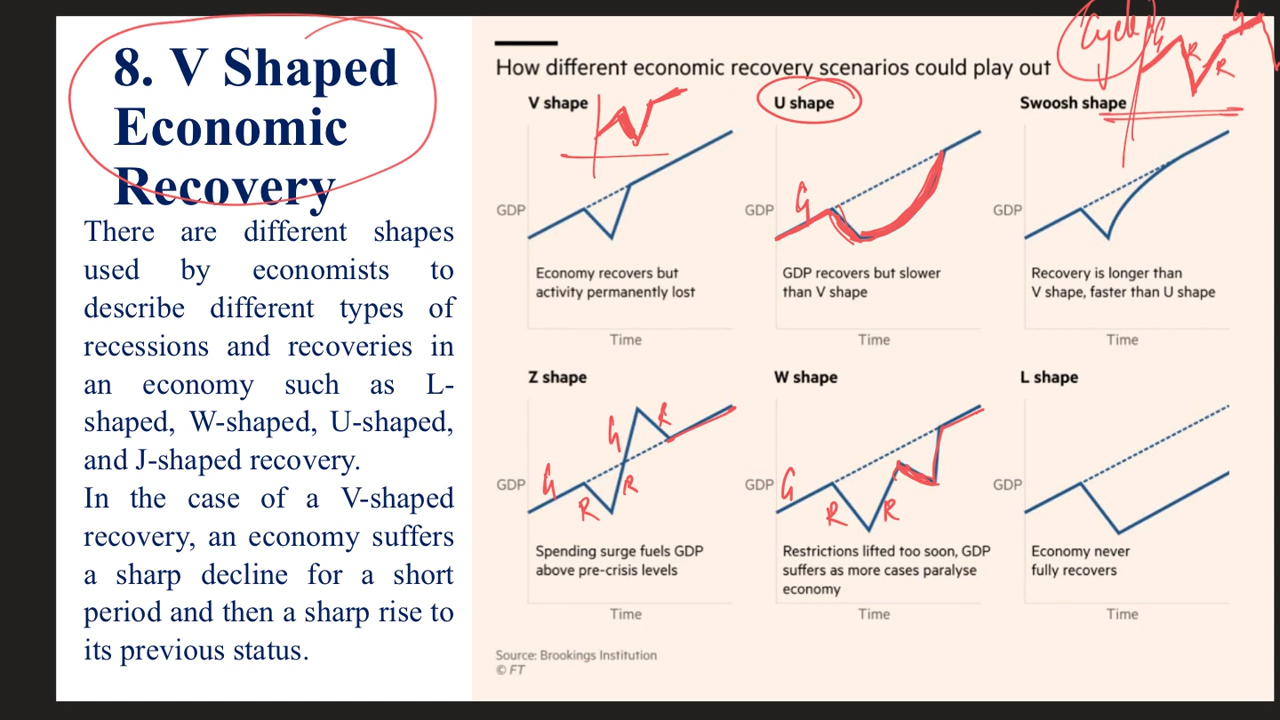 8. V Shaped
Economic
Recovery
There are different shapes
used by economists to
describe different types of
recessions and recoveries in
an economy such as L-
shaped, W-shaped, U-shaped,
and J-shaped recovery.
In the case of a V-shaped
recovery, an economy suffers
a sharp decline for a short
period and then a sharp rise to
its previous status.
How different economic recovery scenarios could play out
Cycle
G
R
R
G
V shape
GDP
Economy recovers but
activity permanently lost
Time
U shape
G
GDP
GDP recovers but slower
than V shape
Time
Swoosh shape
GDP
Recovery is longer than
V shape, faster than U shape
Time
Z shape
G
R
R
G
R
GDP
Spending surge fuels GDP
above pre-crisis levels
Time
W shape
G
R
R
GDP
Restrictions lifted too soon, GDP
suffers as more cases paralyse
economy
Time
L shape
GDP
Economy never
fully recovers
Time
Source: Brookings Institution
© FT